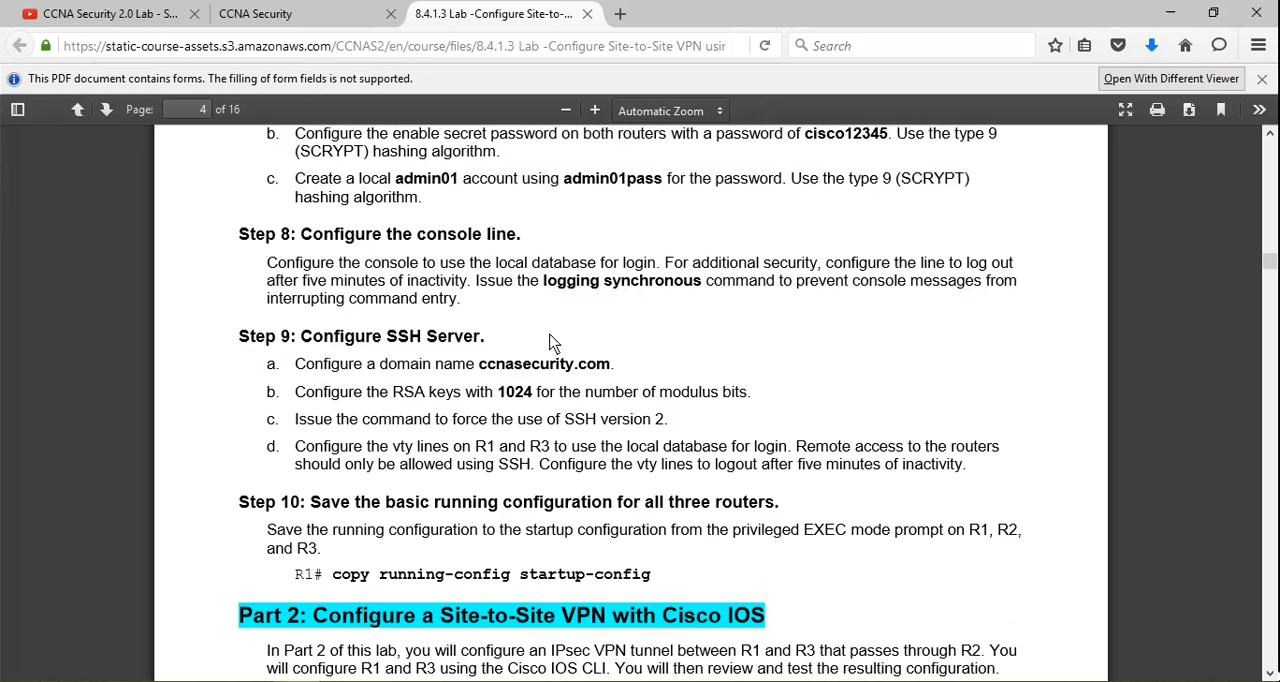 CCNA Security 2.0 Lab - S...
CCNA Security
8.4.1.3 Lab -Configure Site-to-...
https://static-course-assets.s3.amazonaws.com/CCNAS2/en/course/files/8.4.1.3 Lab -Configure Site-to-Site VPN usin
Search
This PDF document contains forms. The filling of form fields is not supported.
Open With Different Viewer
Page: 4 of 16
Automatic Zoom
b. Configure the enable secret password on both routers with a password of cisco12345. Use the type 9
(SCRYPT) hashing algorithm.
c. Create a local admin01 account using admin01pass for the password. Use the type 9 (SCRYPT)
hashing algorithm.
Step 8: Configure the console line.
Configure the console to use the local database for login. For additional security, configure the line to log out
after five minutes of inactivity. Issue the logging synchronous command to prevent console messages from
interrupting command entry.
Step 9: Configure SSH Server.
a. Configure a domain name ccnasecurity.com.
b. Configure the RSA keys with 1024 for the number of modulus bits.
c. Issue the command to force the use of SSH version 2.
d. Configure the vty lines on R1 and R3 to use the local database for login. Remote access to the routers
should only be allowed using SSH. Configure the vty lines to logout after five minutes of inactivity.
Step 10: Save the basic running configuration for all three routers.
Save the running configuration to the startup configuration from the privileged EXEC mode prompt on R1, R2,
and R3.
R1# copy running-config startup-config
Part 2: Configure a Site-to-Site VPN with Cisco IOS
In Part 2 of this lab, you will configure an IPsec VPN tunnel between R1 and R3 that passes through R2. You
will configure R1 and R3 using the Cisco IOS CLI. You will then review and test the resulting configuration.